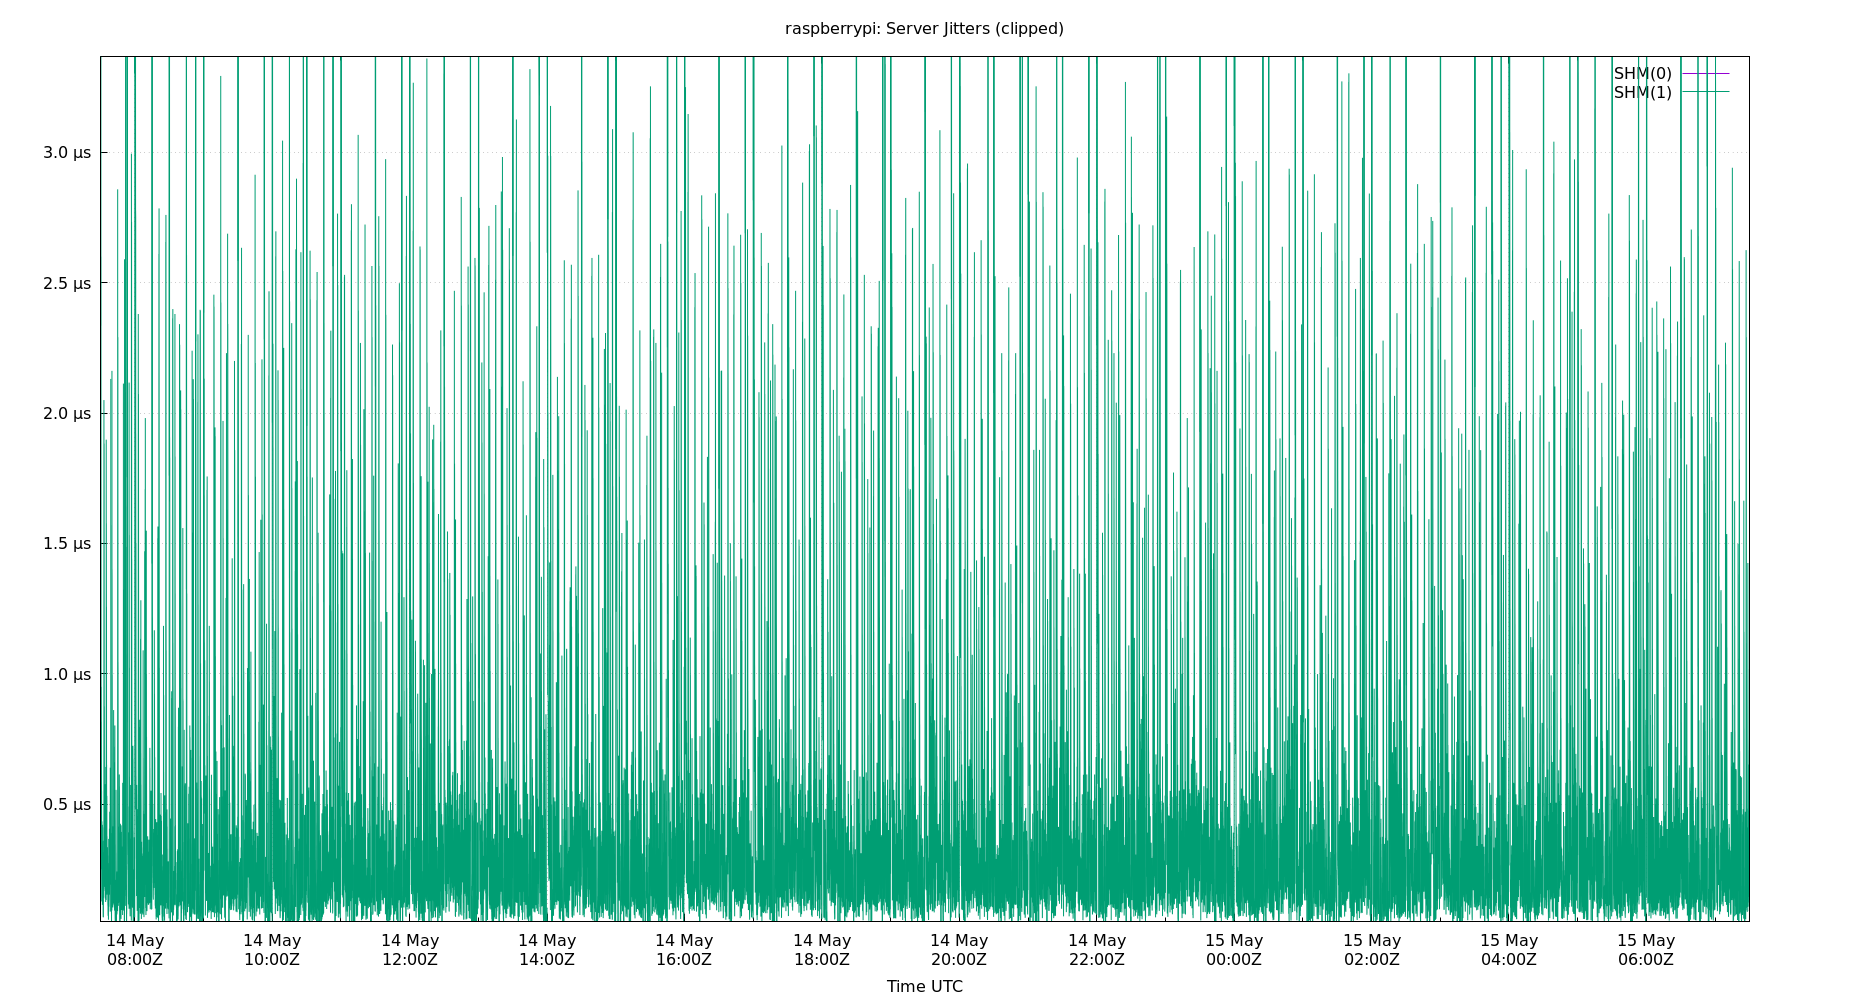 raspberrypi: Server Jitters (clipped)
SHM(0)
SHM(1)
3.0 µs
2.5 µs
2.0 µs
1.5 µs
1.0 µs
0.5 µs
14 May 14 May 14 May 14 May 14 May 14 May 14 May 14 May 15 May 15 May 15 May 15 May
08:00Z 10:00Z 12:00Z 14:00Z 16:00Z 18:00Z 20:00Z 22:00Z 00:00Z 02:00Z 04:00Z 06:00Z
Time UTC